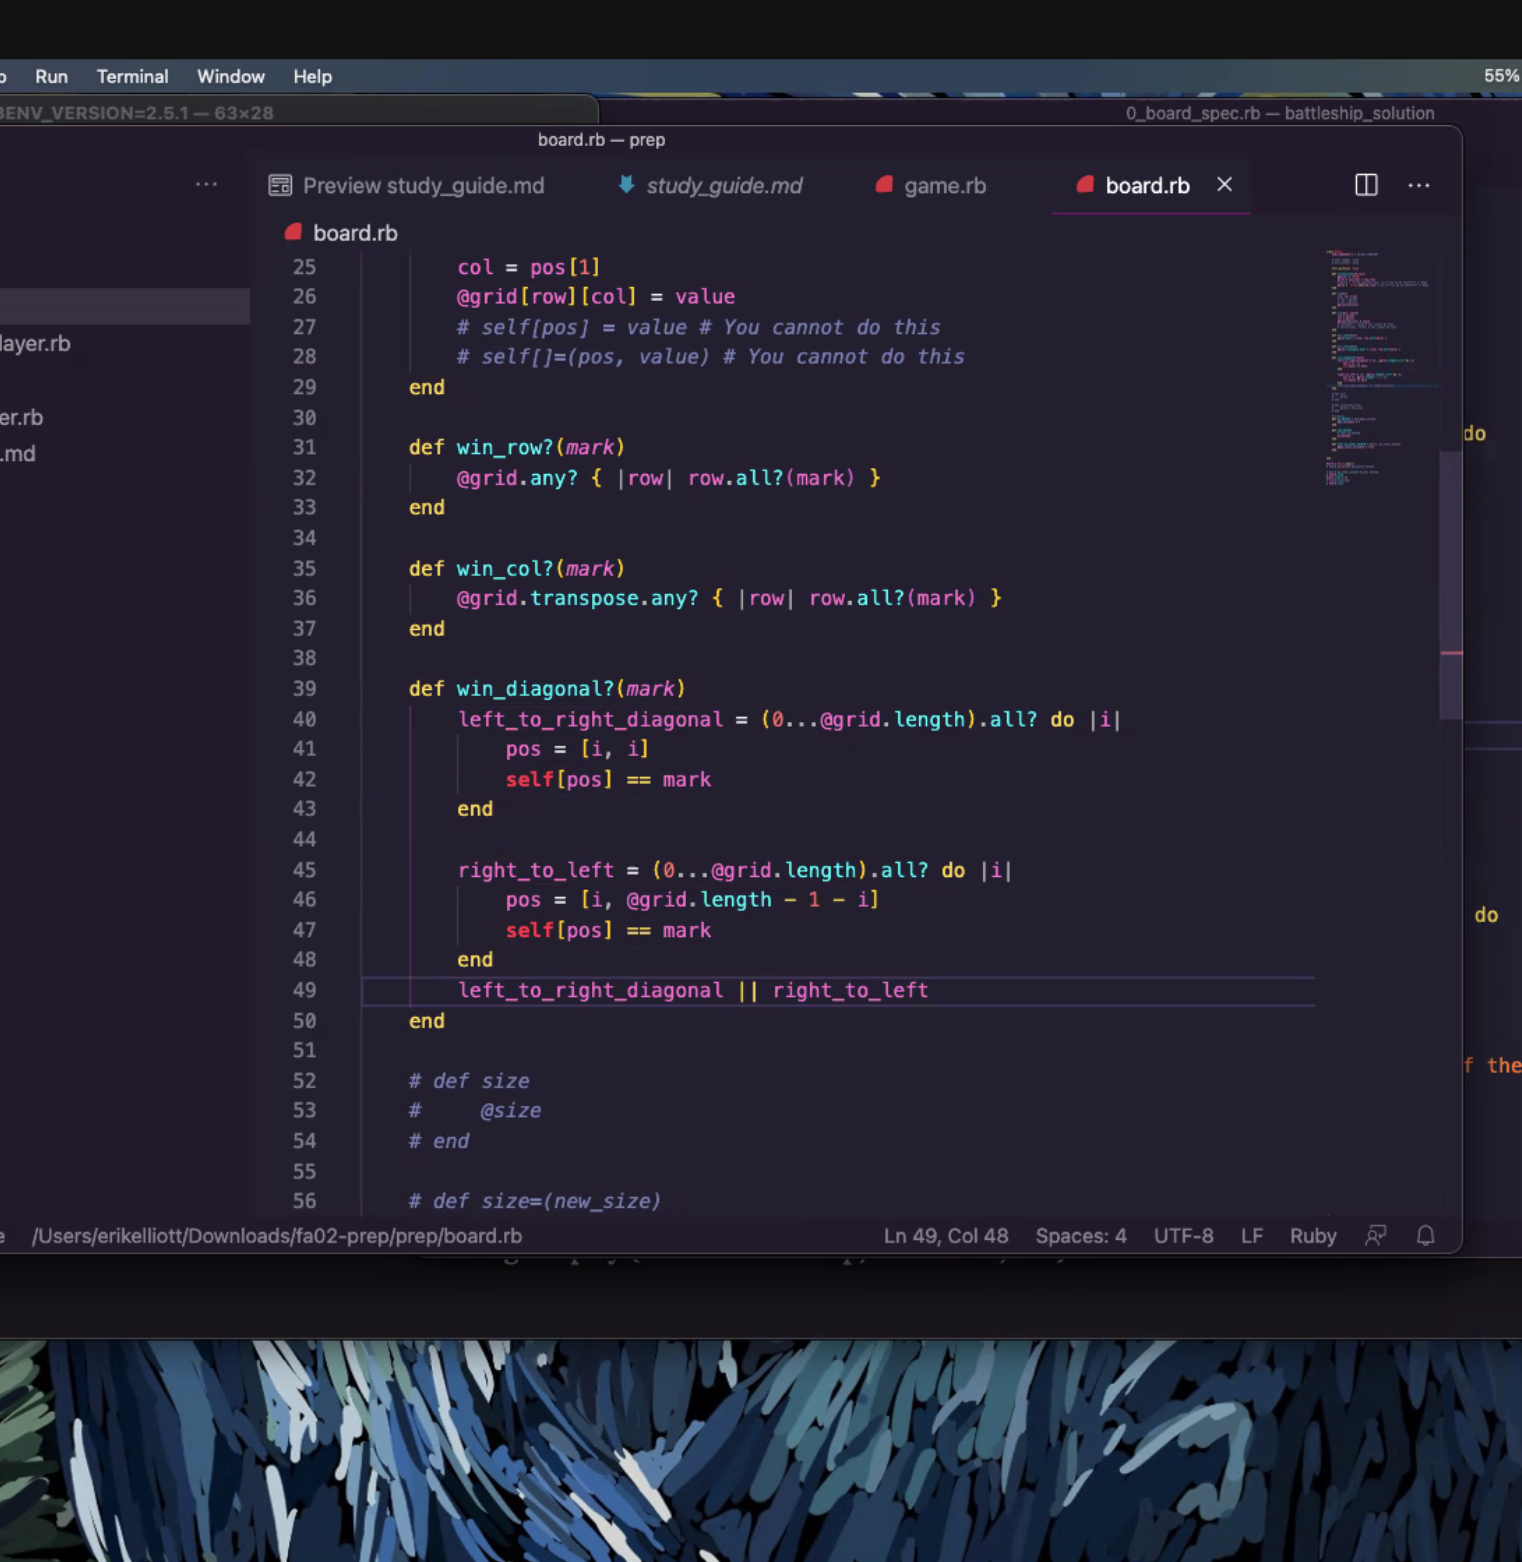 Run Terminal Window Help 55%
BENV_VERSION=2.5.1 — 63×28
0_board_spec.rb — battleship_solution
board.rb — prep
Preview study_guide.md study_guide.md game.rb board.rb
board.rb
layer.rb
er.rb
.md
25 col = pos[1]
26 @grid[row][col] = value
27 # self[pos] = value # You cannot do this
28 # self[]=(pos, value) # You cannot do this
29 end
30
31 def win_row?(mark)
32 @grid.any? { |row| row.all?(mark) }
33 end
34
35 def win_col?(mark)
36 @grid.transpose.any? { |row| row.all?(mark) }
37 end
38
39 def win_diagonal?(mark)
40 left_to_right_diagonal = (0...@grid.length).all? do |i|
41 pos = [i, i]
42 self[pos] == mark
43 end
44
45 right_to_left = (0...@grid.length).all? do |i|
46 pos = [i, @grid.length - 1 - i]
47 self[pos] == mark
48 end
49 left_to_right_diagonal || right_to_left
50 end
51
52 # def size
53 # @size
54 # end
55
56 # def size=(new_size)
do
do
f the
/Users/erikelliott/Downloads/fa02-prep/prep/board.rb Ln 49, Col 48 Spaces: 4 UTF-8 LF Ruby